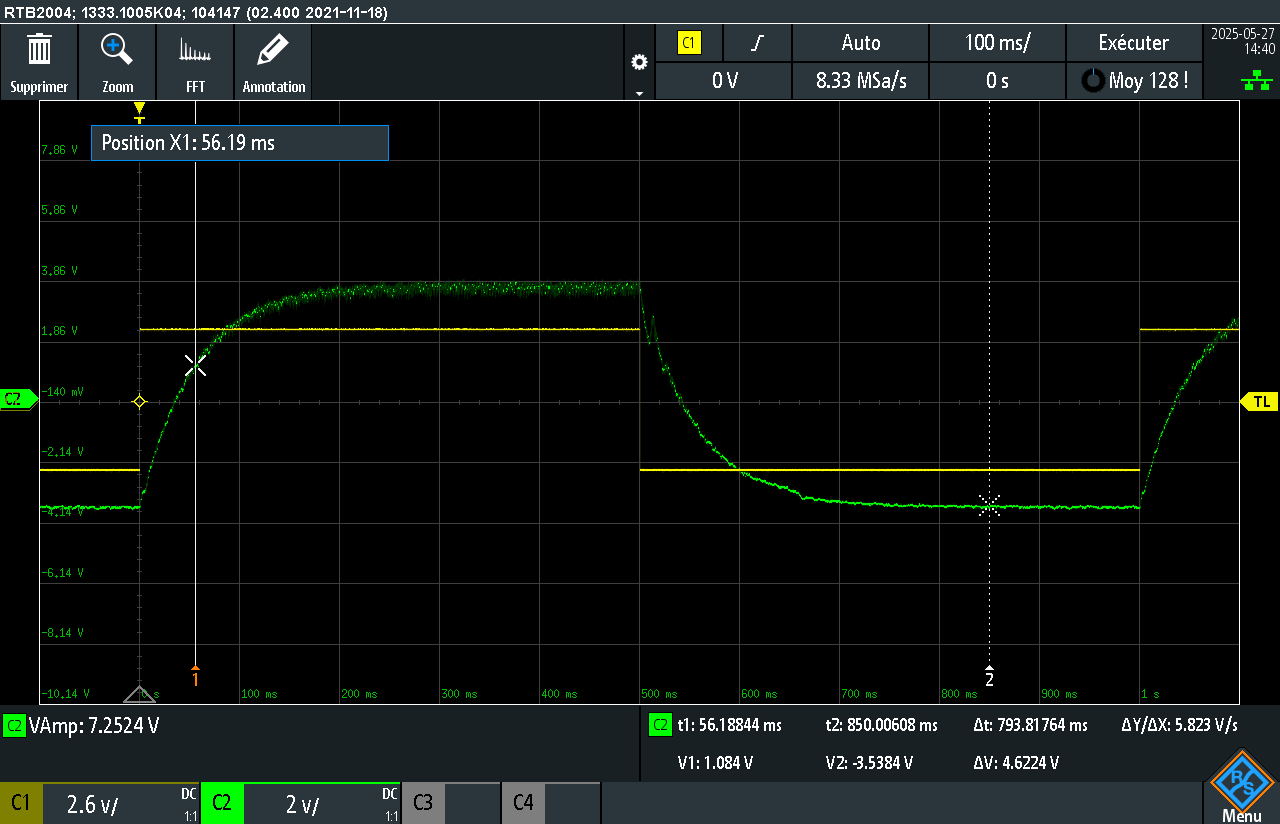 RTB2004; 1333.1005K04; 104147 (02.400 2021-11-18)
Supprimer
Zoom
FFT
Annotation
C1
Auto
100 ms/
Exécuter
2025-05-27
14:40
0 V
8.33 MSa/s
0 s
Moy 128 !
T
Position X1: 56.19 ms
7.86 V
5.86 V
3.86 V
1.86 V
-140 mV
-2.14 V
-4.14 V
-6.14 V
-8.14 V
-10.14 V
C2
TL
1
2
0 s
100 ms
200 ms
300 ms
400 ms
500 ms
600 ms
700 ms
800 ms
900 ms
1 s
C2 VAmp: 7.2524 V
C2 t1: 56.18844 ms t2: 850.00608 ms Δt: 793.81764 ms ΔY/ΔX: 5.823 V/s
V1: 1.084 V V2: -3.5384 V ΔV: 4.6224 V
C1 2.6 v/ DC 1:1
C2 2 v/ DC 1:1
C3
C4
R&S
Menu